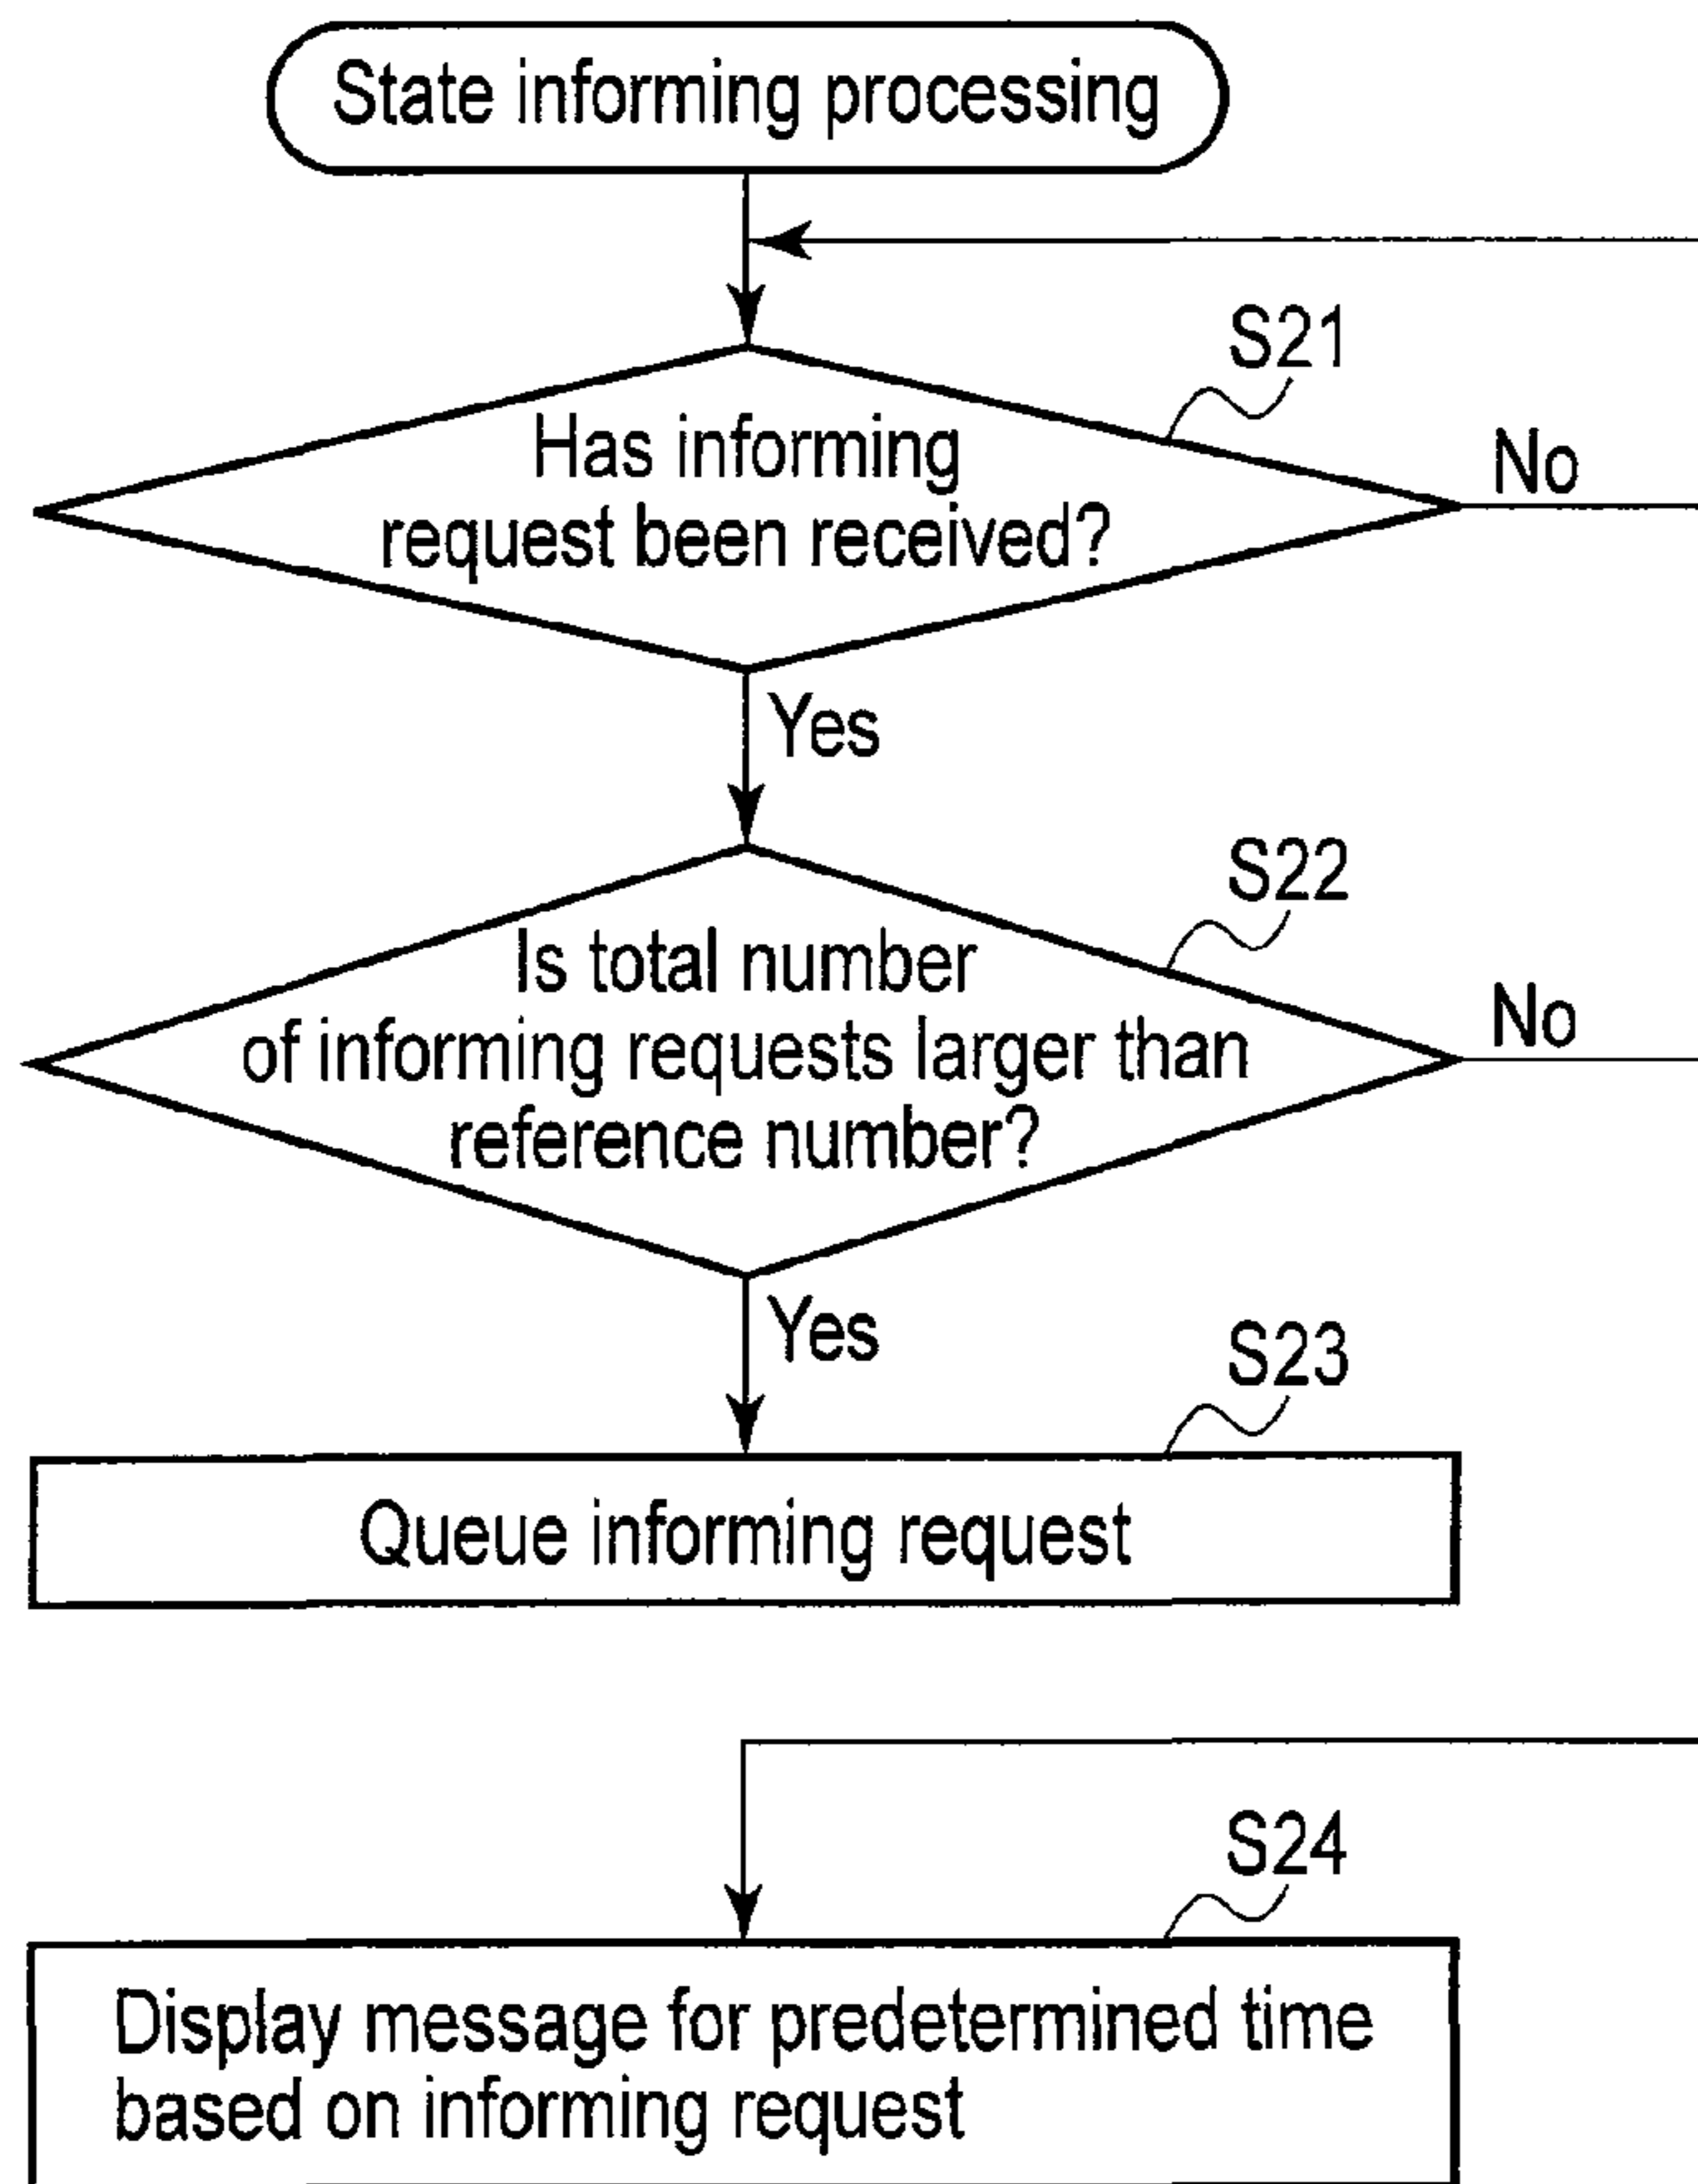 State informing processing
S21
Has informing
request been received?
No
Yes
S22
Is total number
of informing requests larger than
reference number?
No
Yes
S23
Queue informing request
S24
Display message for predetermined time
based on informing request